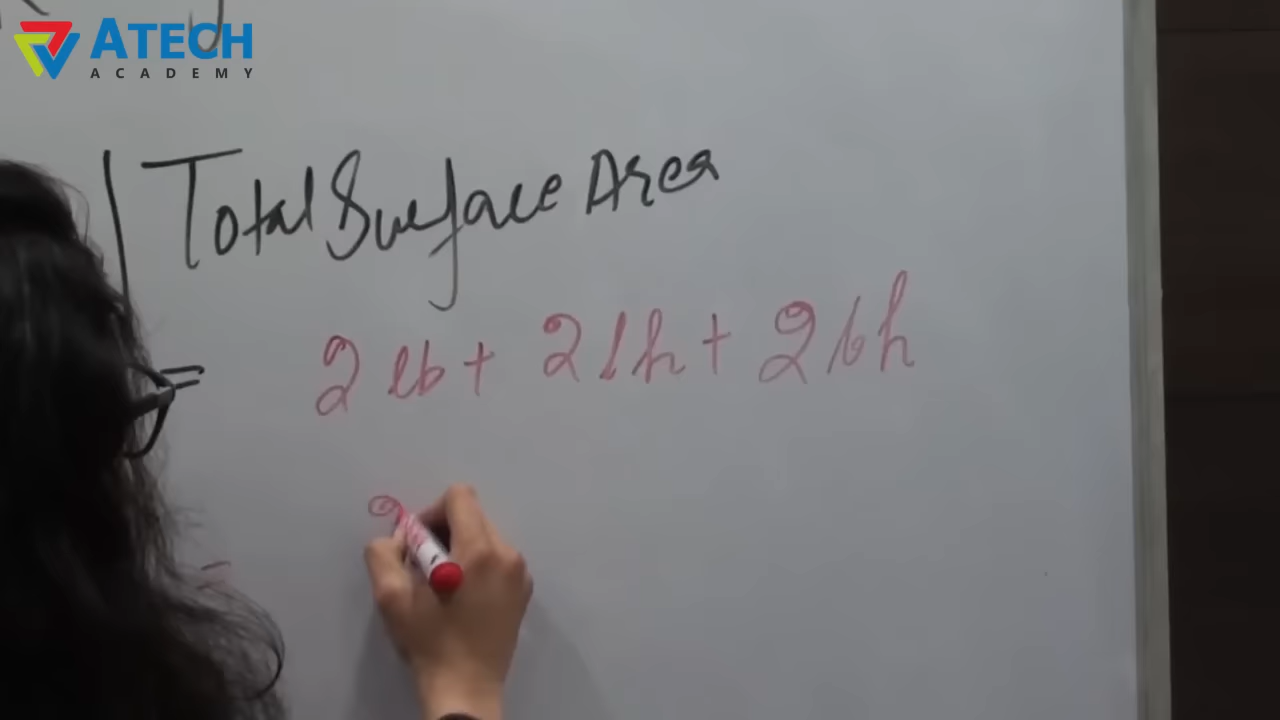 ATECH
ACADEMY
Total Surface Area
= 2lb + 2lh + 2bh
=